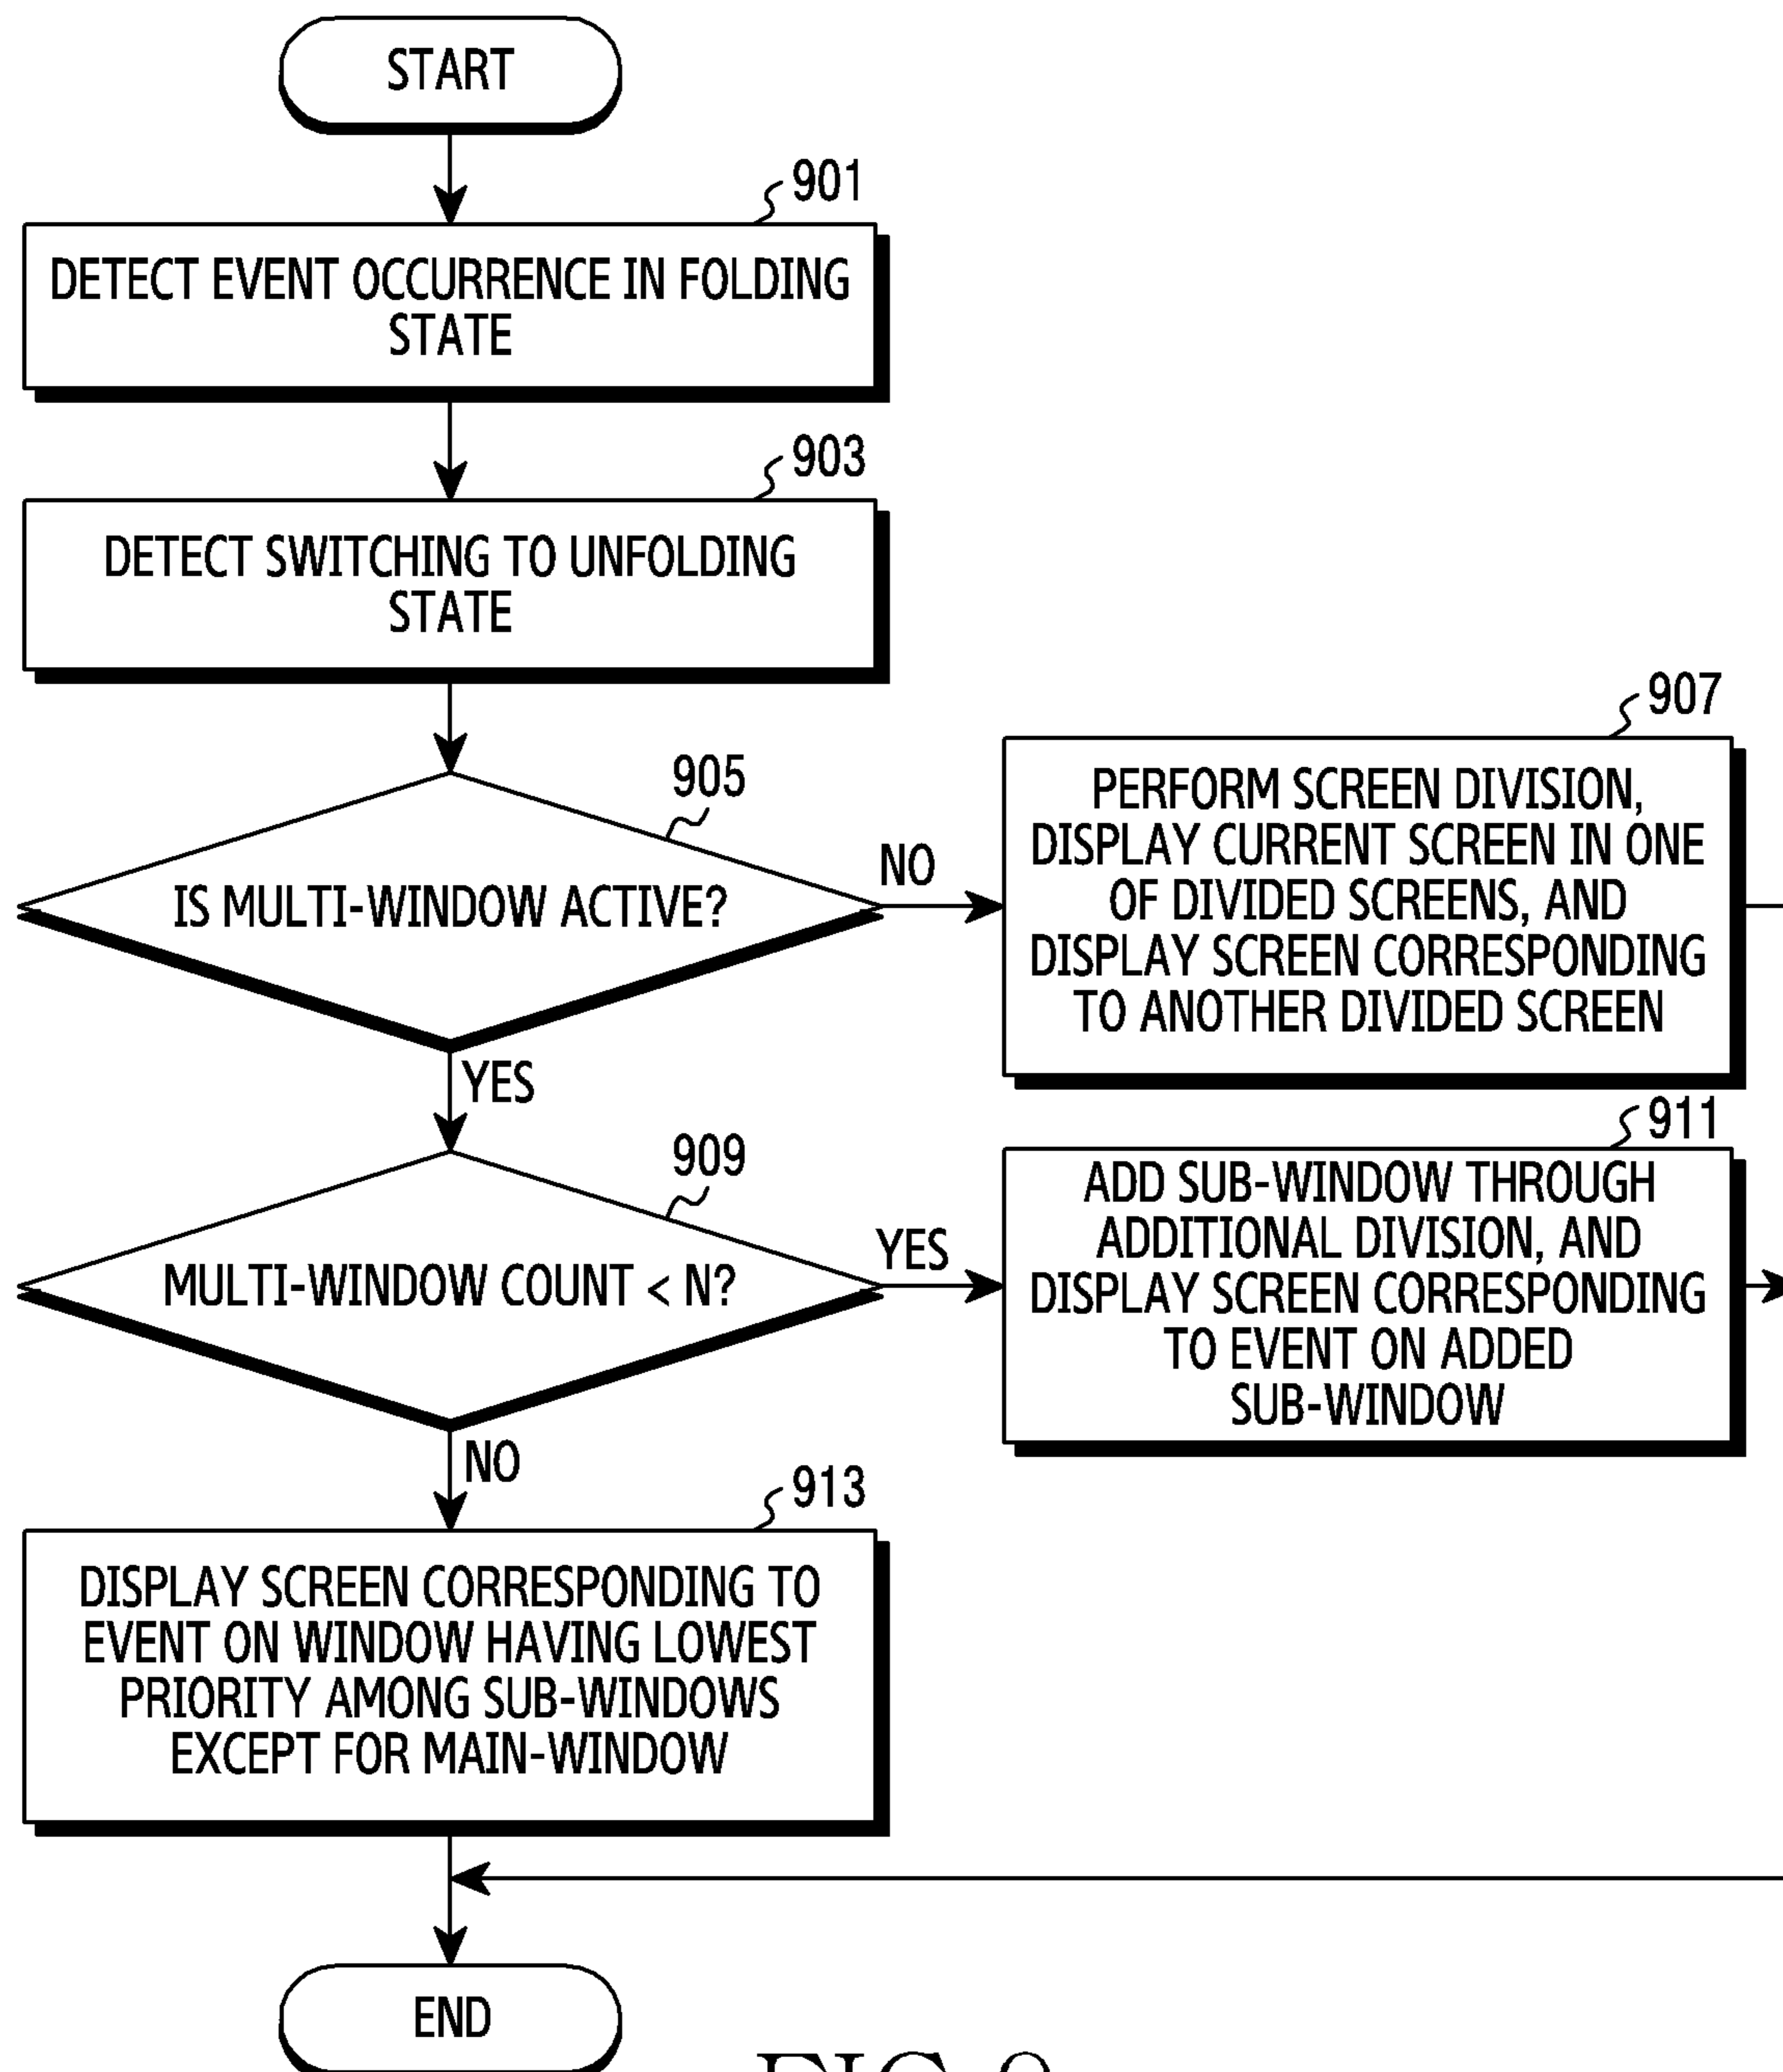 START
901
DETECT EVENT OCCURRENCE IN FOLDING
STATE
903
DETECT SWITCHING TO UNFOLDING
STATE
905
IS MULTI-WINDOW ACTIVE?
NO
907
PERFORM SCREEN DIVISION,
DISPLAY CURRENT SCREEN IN ONE
OF DIVIDED SCREENS, AND
DISPLAY SCREEN CORRESPONDING
TO ANOTHER DIVIDED SCREEN
YES
909
MULTI-WINDOW COUNT < N?
YES
911
ADD SUB-WINDOW THROUGH
ADDITIONAL DIVISION, AND
DISPLAY SCREEN CORRESPONDING
TO EVENT ON ADDED
SUB-WINDOW
NO
913
DISPLAY SCREEN CORRESPONDING TO
EVENT ON WINDOW HAVING LOWEST
PRIORITY AMONG SUB-WINDOWS
EXCEPT FOR MAIN-WINDOW
END